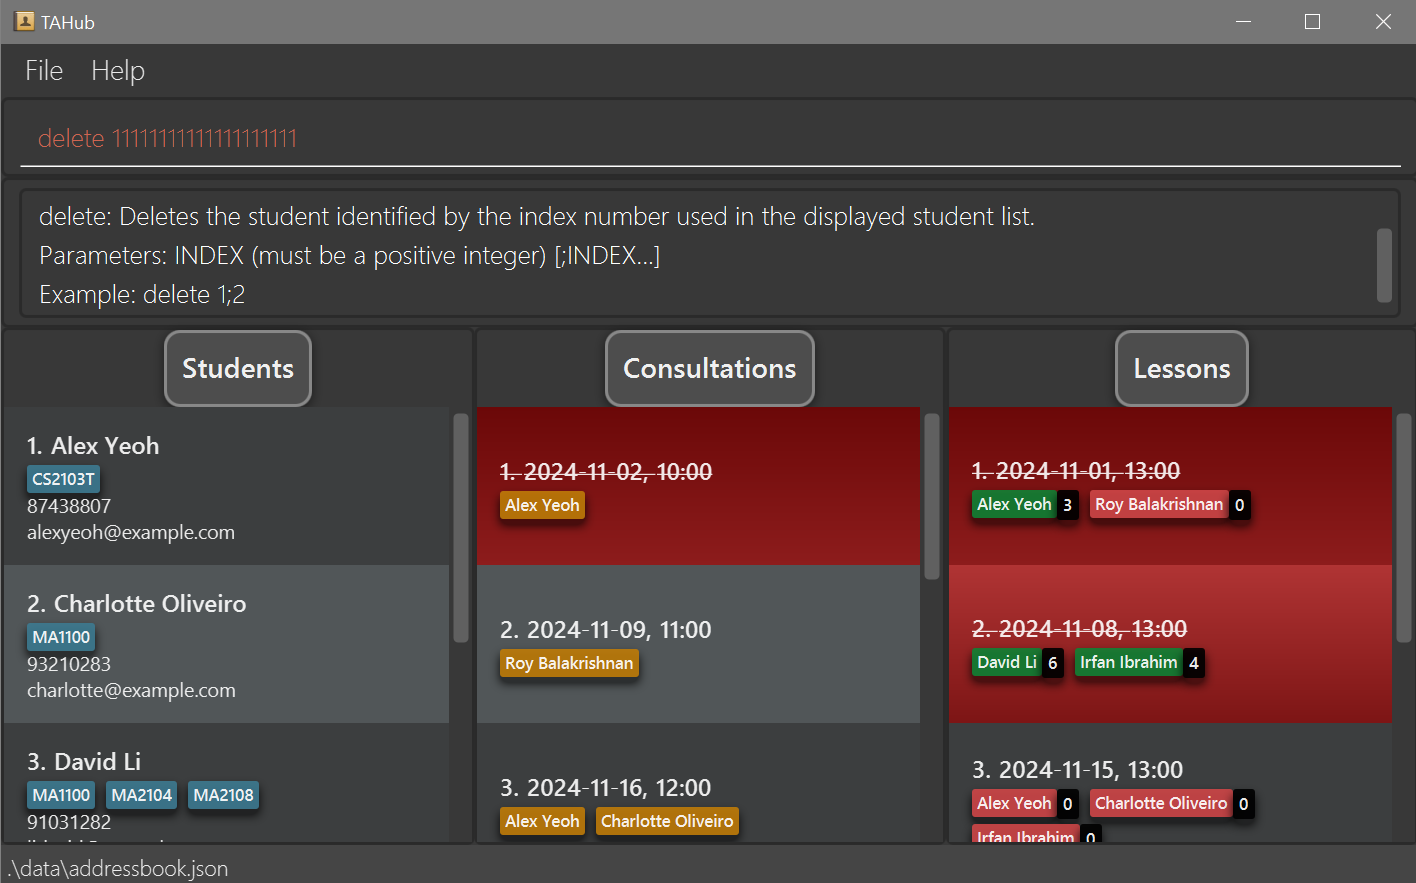 TAHub
File Help
delete 11111111111111111111
delete: Deletes the student identified by the index number used in the displayed student list.
Parameters: INDEX (must be a positive integer) [;INDEX...]
Example: delete 1;2
Students
1. Alex Yeoh
CS2103T
87438807
alexyeoh@example.com
2. Charlotte Oliveiro
MA1100
93210283
charlotte@example.com
3. David Li
MA1100 MA2104 MA2108
91031282
Consultations
1. 2024-11-02, 10:00
Alex Yeoh
2. 2024-11-09, 11:00
Roy Balakrishnan
3. 2024-11-16, 12:00
Alex Yeoh Charlotte Oliveiro
Lessons
1. 2024-11-01, 13:00
Alex Yeoh 3 Roy Balakrishnan 0
2. 2024-11-08, 13:00
David Li 6 Irfan Ibrahim 4
3. 2024-11-15, 13:00
Alex Yeoh 0 Charlotte Oliveiro 0
Irfan Ibrahim 0
.\data\addressbook.json